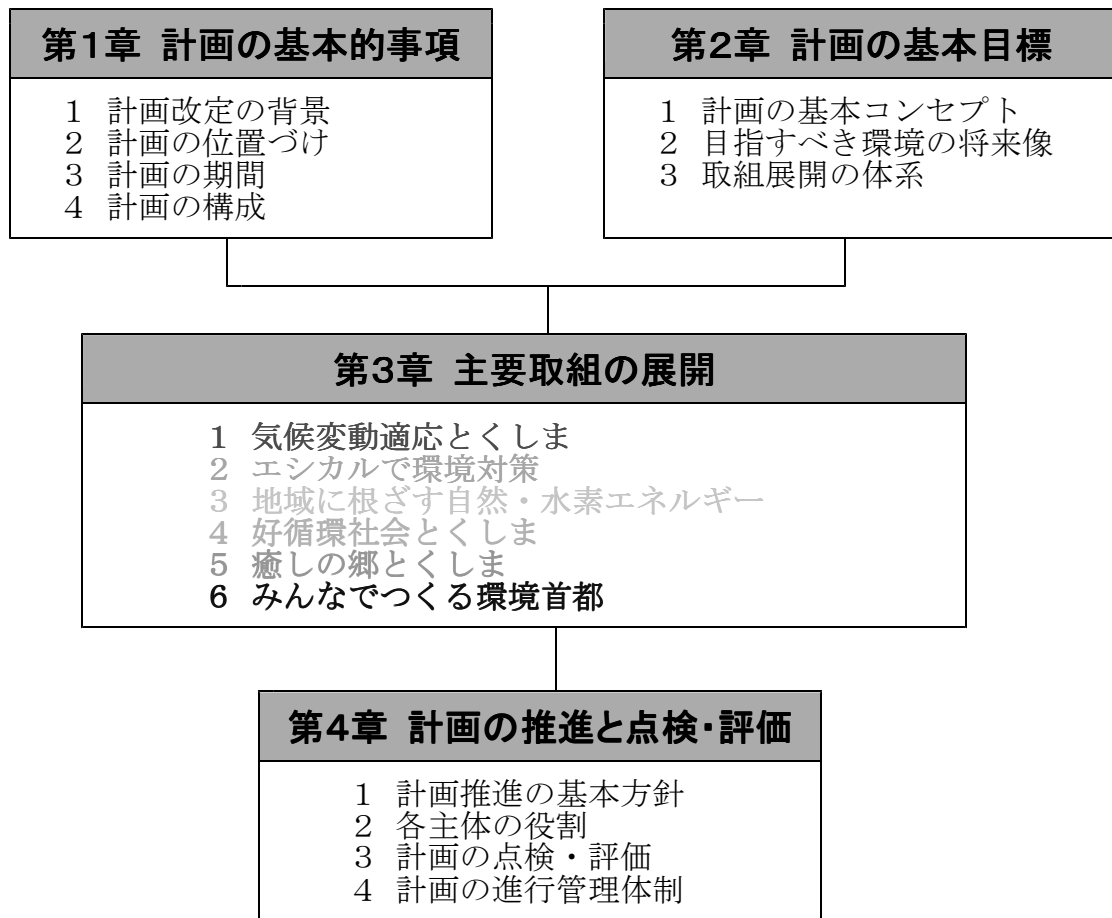 第1章 計画の基本的事項
1 計画改定の背景
2 計画の位置づけ
3 計画の期間
4 計画の構成
第2章 計画の基本目標
1 計画の基本コンセプト
2 目指すべき環境の将来像
3 取組展開の体系
第3章 主要取組の展開
1 気候変動適応とくしま
2 エシカルで環境対策
3 地域に根ざす自然・水素エネルギー
4 好循環社会とくしま
5 癒しの郷とくしま
6 みんなでつくる環境首都
第4章 計画の推進と点検・評価
1 計画推進の基本方針
2 各主体の役割
3 計画の点検・評価
4 計画の進行管理体制